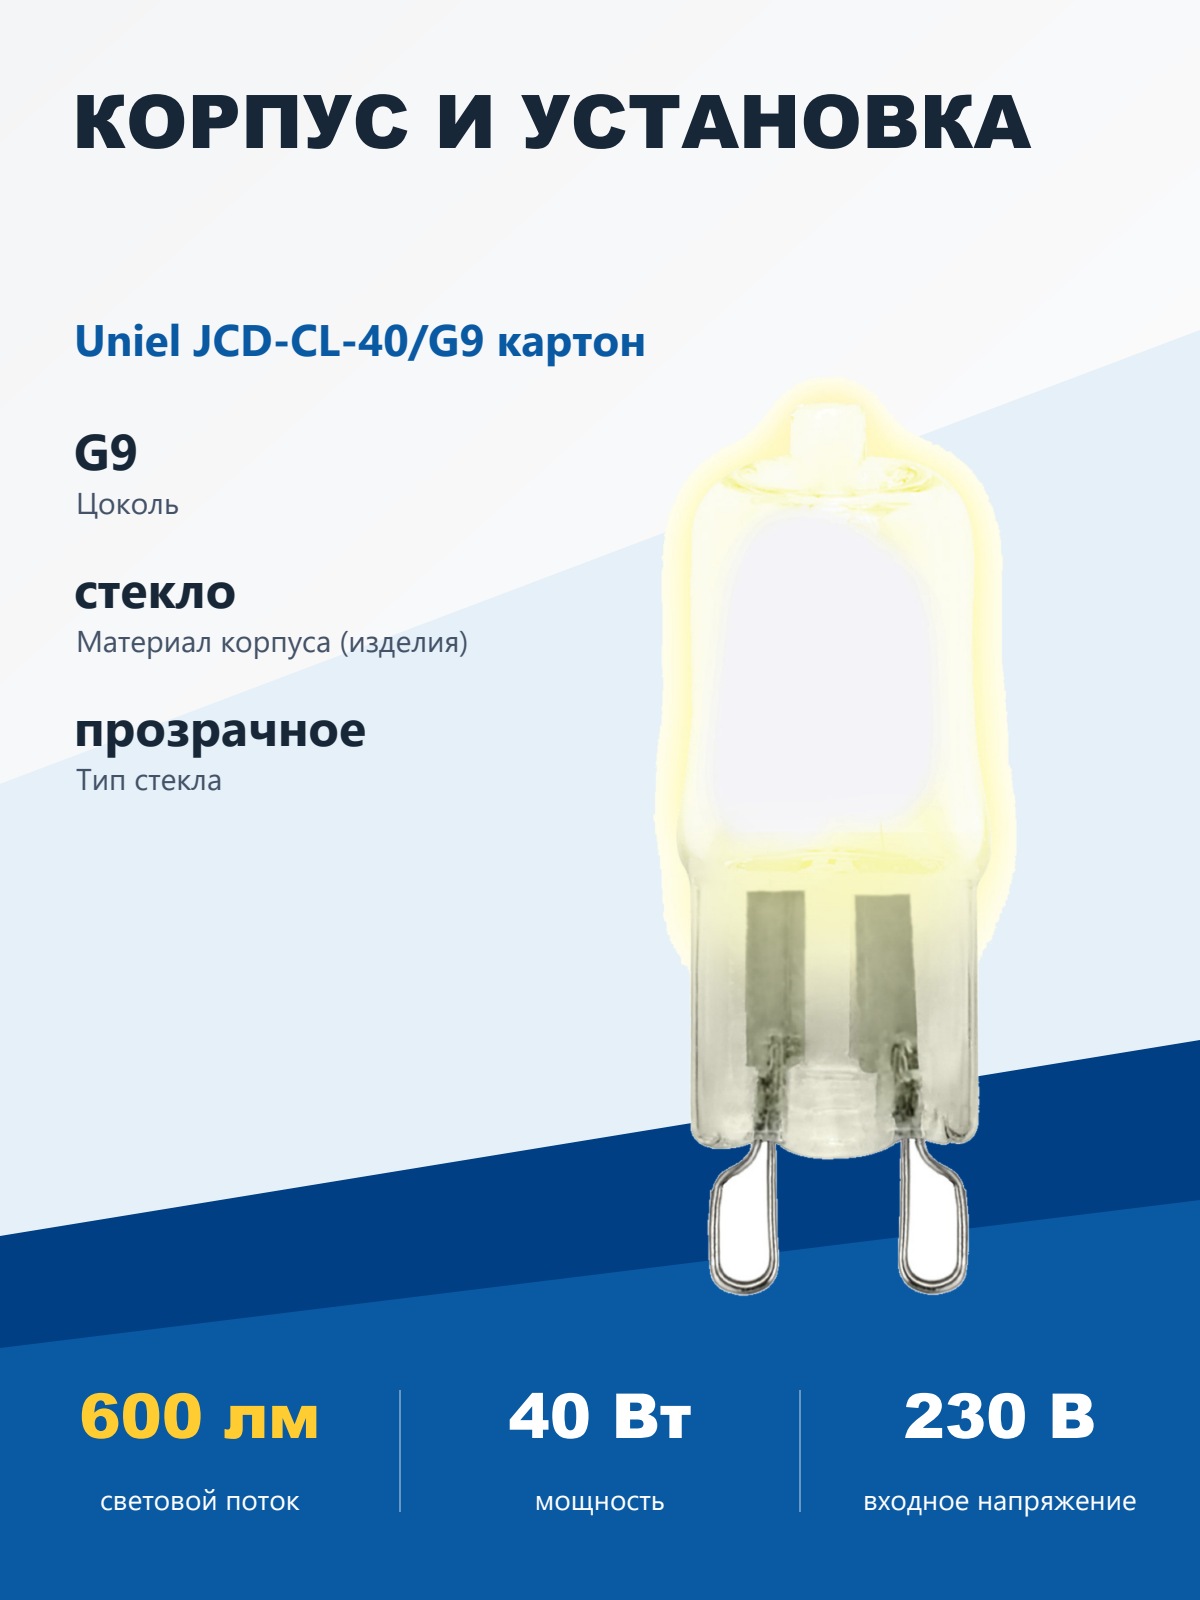 КОРПУС И УСТАНОВКА
Uniel JCD-CL-40/G9 картон
G9
Цоколь
стекло
Материал корпуса (изделия)
прозрачное
Тип стекла
600 лм
световой поток
40 Вт
мощность
230 В
входное напряжение